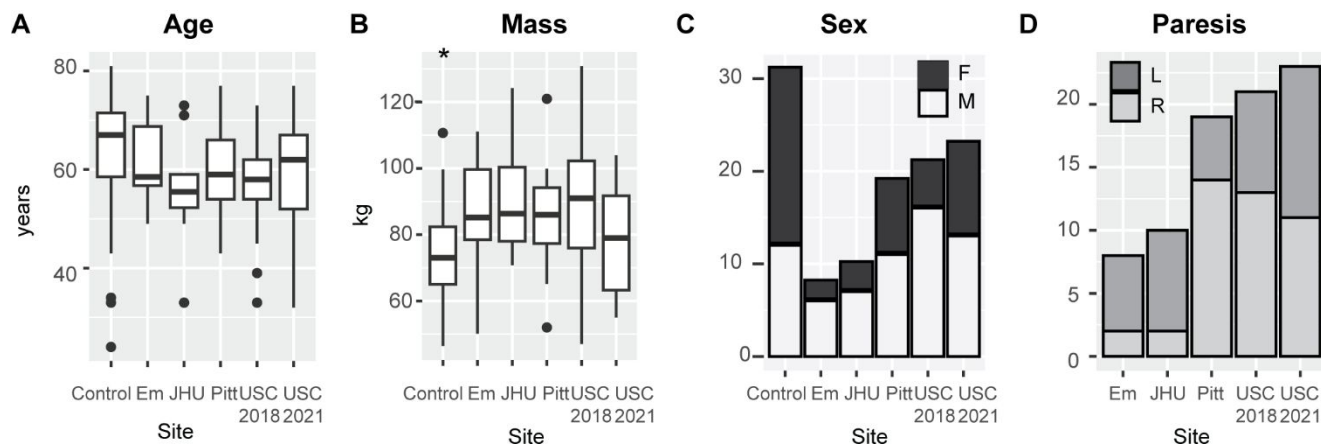 A Age
80
60
40
years
Control Em JHU Pitt USC USC
2018 2021
Site
B Mass
*
120
100
80
60
kg
Control Em JHU Pitt USC USC
2018 2021
Site
C Sex
F
M
30
20
10
0
Control Em JHU Pitt USC USC
2018 2021
Site
D Paresis
L
R
20
15
10
5
0
Em JHU Pitt USC USC
2018 2021
Site